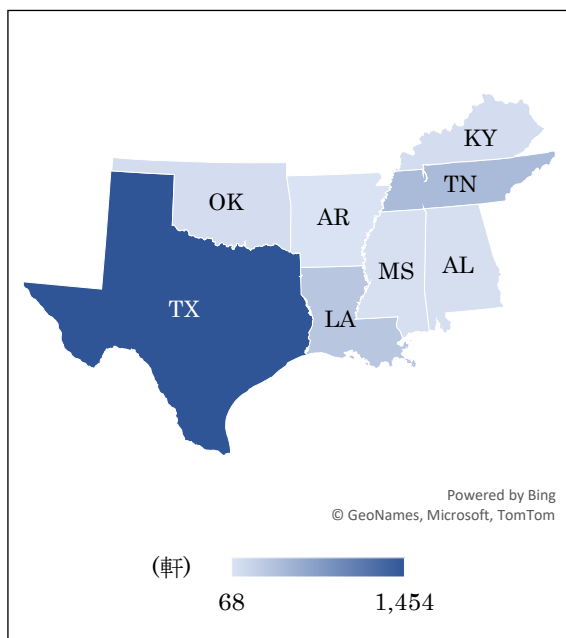 KY
TN
OK
AR
MS
AL
TX
LA
Powered by Bing
© GeoNames, Microsoft, TomTom
(軒)
68 1,454